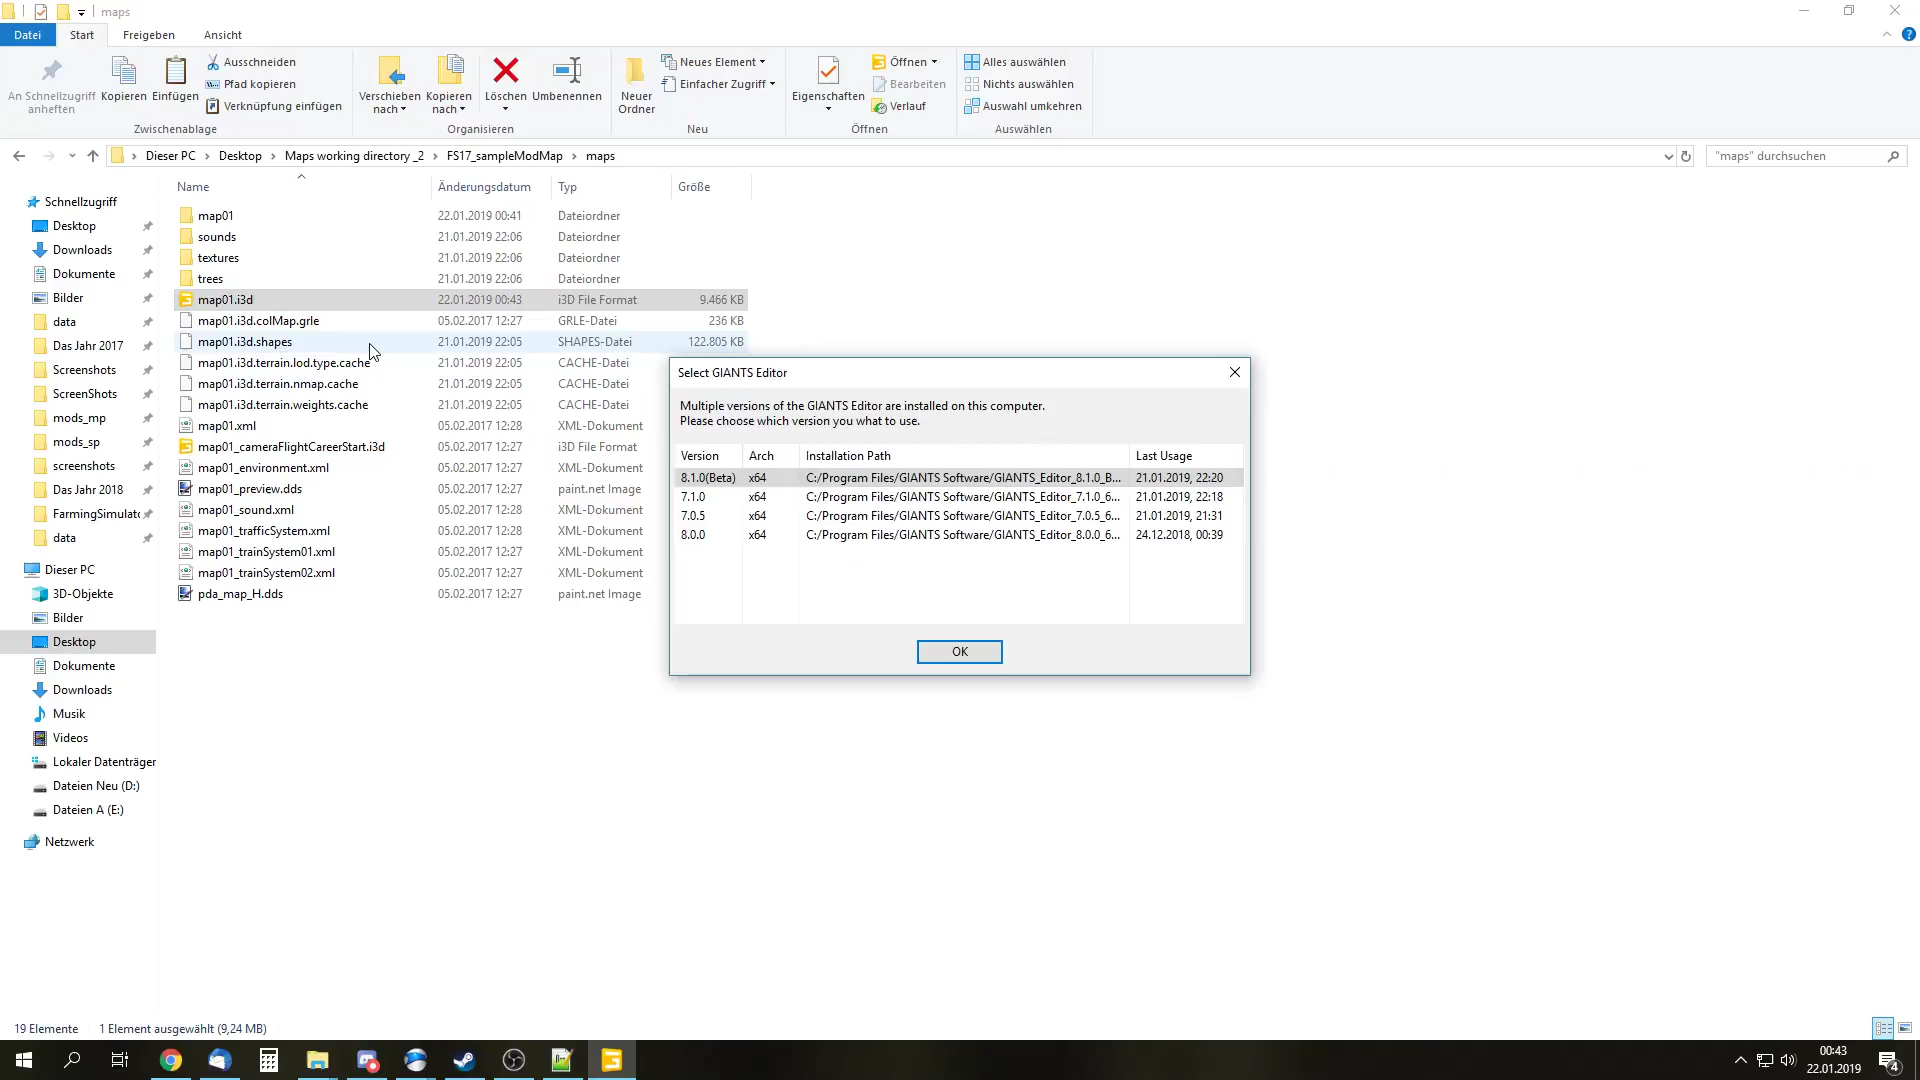 maps
Datei Start Freigeben Ansicht
An Schnellzugriff anheften
Kopieren
Einfügen
Ausschneiden
Pfad kopieren
Verknüpfung einfügen
Zwischenablage
Verschieben nach
Kopieren nach
Löschen
Umbenennen
Organisieren
Neuer Ordner
Neues Element
Einfacher Zugriff
Neu
Eigenschaften
Öffnen
Bearbeiten
Verlauf
Öffnen
Alles auswählen
Nichts auswählen
Auswahl umkehren
Auswählen
Dieser PC > Desktop > Maps working directory _2 > FS17_sampleModMap > maps
"maps" durchsuchen
Schnellzugriff
Desktop
Downloads
Dokumente
Bilder
data
Das Jahr 2017
Screenshots
ScreenShots
mods_mp
mods_sp
screenshots
Das Jahr 2018
FarmingSimulat
data
Dieser PC
3D-Objekte
Bilder
Desktop
Dokumente
Downloads
Musik
Videos
Lokaler Datenträger
Dateien Neu (D:)
Dateien A (E:)
Netzwerk
Name Änderungsdatum Typ Größe
map01 22.01.2019 00:41 Dateiordner
sounds 21.01.2019 22:06 Dateiordner
textures 21.01.2019 22:06 Dateiordner
trees 21.01.2019 22:06 Dateiordner
map01.i3d 22.01.2019 00:43 i3D File Format 9.466 KB
map01.i3d.colMap.grle 05.02.2017 12:27 GRLE-Datei 236 KB
map01.i3d.shapes 21.01.2019 22:05 SHAPES-Datei 122.805 KB
map01.i3d.terrain.lod.type.cache 21.01.2019 22:05 CACHE-Datei
map01.i3d.terrain.nmap.cache 21.01.2019 22:05 CACHE-Datei
map01.i3d.terrain.weights.cache 21.01.2019 22:05 CACHE-Datei
map01.xml 05.02.2017 12:28 XML-Dokument
map01_cameraFlightCareerStart.i3d 05.02.2017 12:27 i3D File Format
map01_environment.xml 05.02.2017 12:27 XML-Dokument
map01_preview.dds 05.02.2017 12:27 paint.net Image
map01_sound.xml 05.02.2017 12:28 XML-Dokument
map01_trafficSystem.xml 05.02.2017 12:28 XML-Dokument
map01_trainSystem01.xml 05.02.2017 12:27 XML-Dokument
map01_trainSystem02.xml 05.02.2017 12:27 XML-Dokument
pda_map_H.dds 05.02.2017 12:27 paint.net Image
Select GIANTS Editor
Multiple versions of the GIANTS Editor are installed on this computer.
Please choose which version you what to use.
Version Arch Installation Path Last Usage
8.1.0(Beta) x64 C:/Program Files/GIANTS Software/GIANTS_Editor_8.1.0_B... 21.01.2019, 22:20
7.1.0 x64 C:/Program Files/GIANTS Software/GIANTS_Editor_7.1.0_6... 21.01.2019, 22:18
7.0.5 x64 C:/Program Files/GIANTS Software/GIANTS_Editor_7.0.5_6... 21.01.2019, 21:31
8.0.0 x64 C:/Program Files/GIANTS Software/GIANTS_Editor_8.0.0_6... 24.12.2018, 00:39
OK
19 Elemente 1 Element ausgewählt (9,24 MB)
00:43
22.01.2019
4